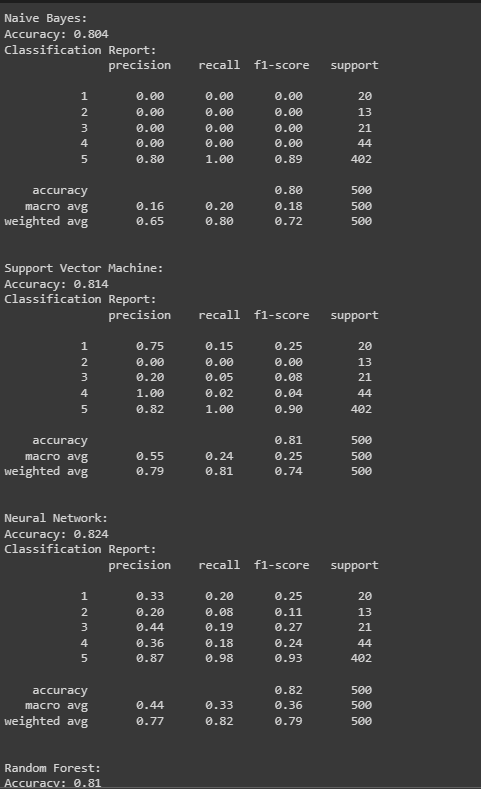 Naive Bayes:
Accuracy: 0.804
Classification Report:
precision recall f1-score support
1 0.00 0.00 0.00 20
2 0.00 0.00 0.00 13
3 0.00 0.00 0.00 21
4 0.00 0.00 0.00 44
5 0.80 1.00 0.89 402
accuracy 0.80 500
macro avg 0.16 0.20 0.18 500
weighted avg 0.65 0.80 0.72 500
Support Vector Machine:
Accuracy: 0.814
Classification Report:
precision recall f1-score support
1 0.75 0.15 0.25 20
2 0.00 0.00 0.00 13
3 0.20 0.05 0.08 21
4 1.00 0.02 0.04 44
5 0.82 1.00 0.90 402
accuracy 0.81 500
macro avg 0.55 0.24 0.25 500
weighted avg 0.79 0.81 0.74 500
Neural Network:
Accuracy: 0.824
Classification Report:
precision recall f1-score support
1 0.33 0.20 0.25 20
2 0.20 0.08 0.11 13
3 0.44 0.19 0.27 21
4 0.36 0.18 0.24 44
5 0.87 0.98 0.93 402
accuracy 0.82 500
macro avg 0.44 0.33 0.36 500
weighted avg 0.77 0.82 0.79 500
Random Forest:
Accuracy: 0.81